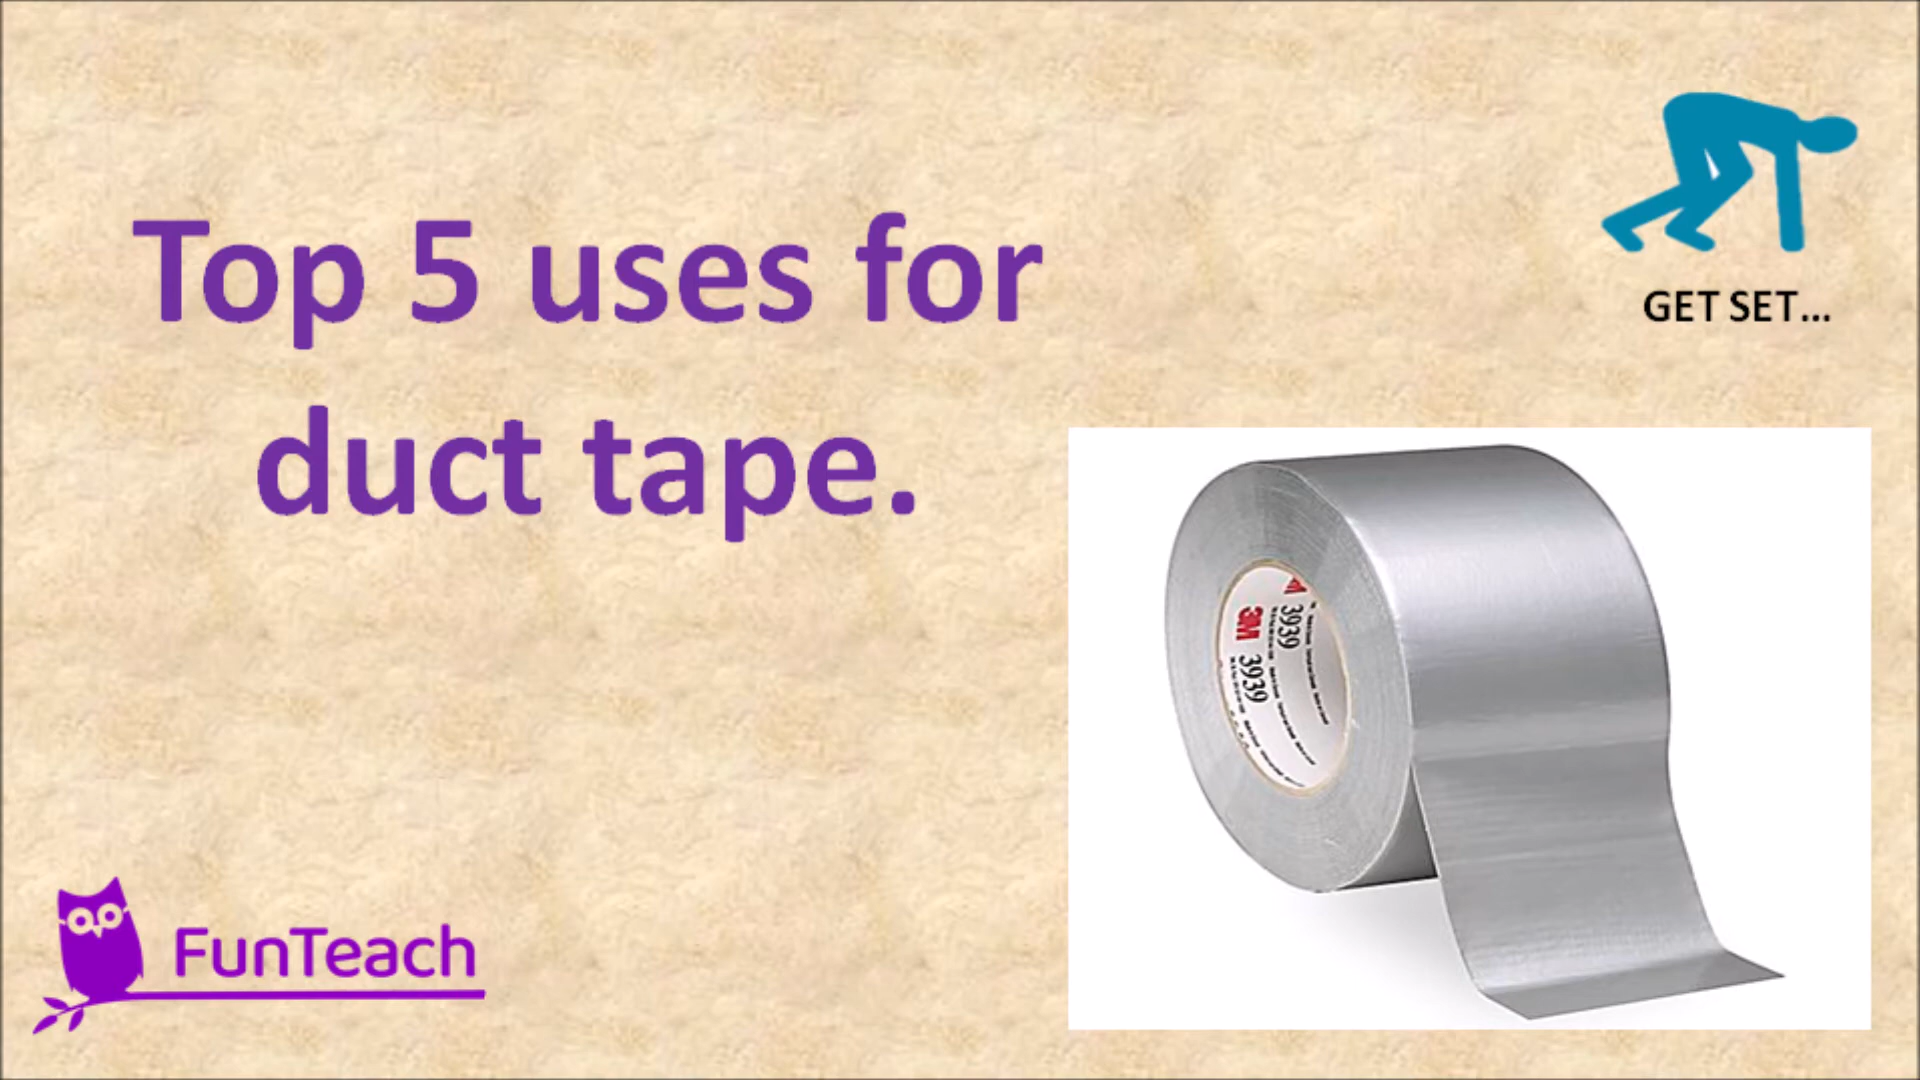 Top 5 uses for
duct tape.
GET SET...
3M 3939
3939
FunTeach